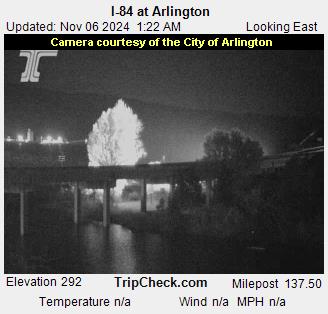 I-84 at Arlington
Updated: Nov 06 2024 1:22 AM Looking East
Camera courtesy of the City of Arlington
Elevation 292 TripCheck.com Milepost 137.50
Temperature n/a Wind n/a MPH n/a